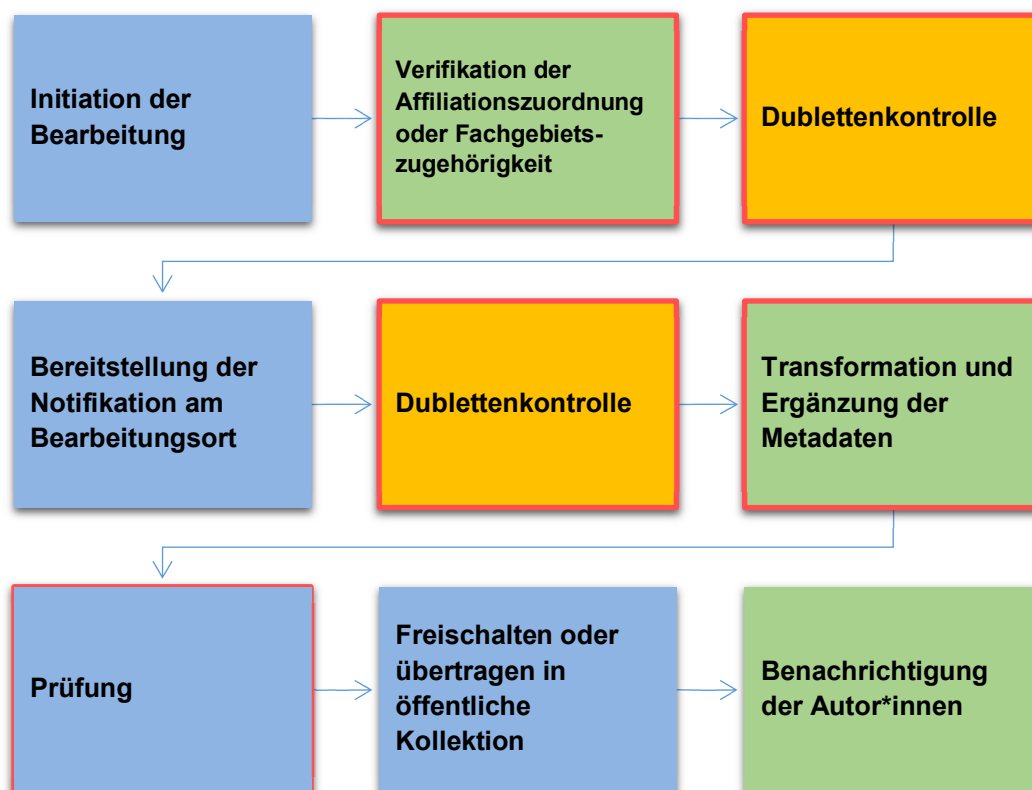 Initiation der
Bearbeitung
Verifikation der
Affiliationszuordnung
oder Fachgebiets-
zugehörigkeit
Dublettenkontrolle
Bereitstellung der
Notifikation am
Bearbeitungsort
Dublettenkontrolle
Transformation und
Ergänzung der
Metadaten
Prüfung
Freischalten oder
übertragen in
öffentliche
Kollektion
Benachrichtigung
der Autor*innen